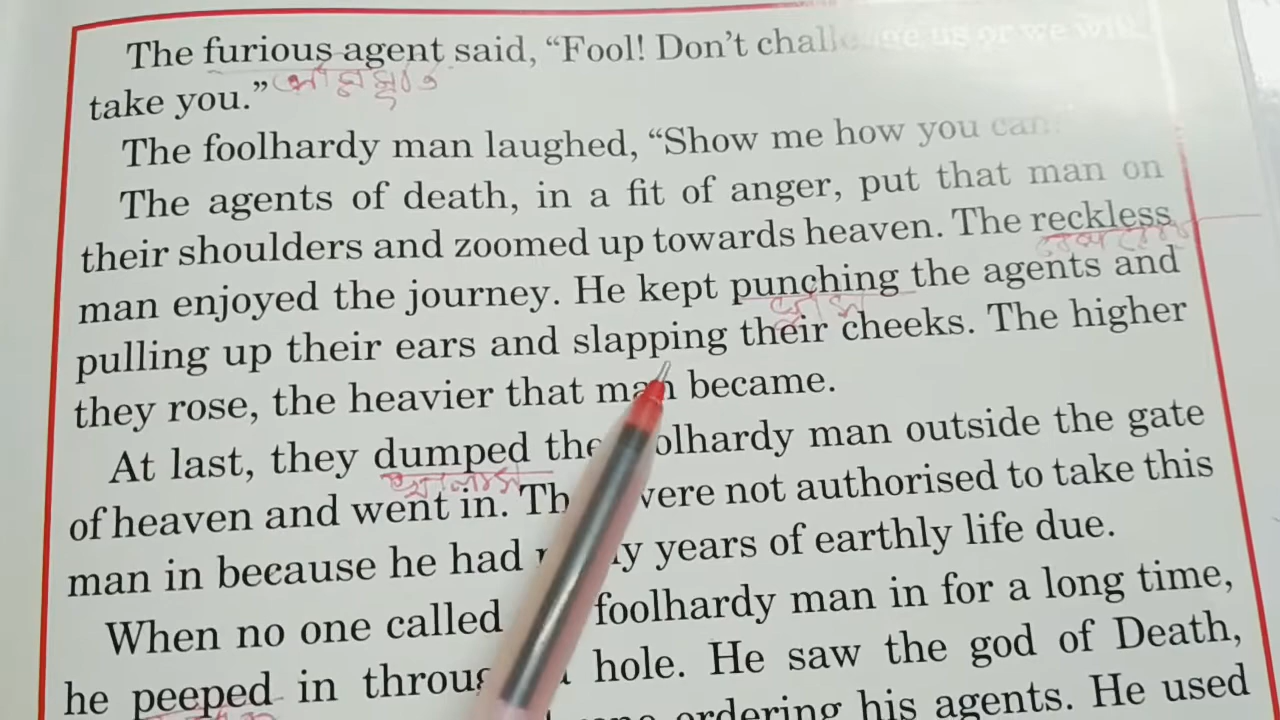 The furious agent said, "Fool! Don't challenge us or we will
take you."
The foolhardy man laughed, "Show me how you can
The agents of death, in a fit of anger, put that man on
their shoulders and zoomed up towards heaven. The reckless
man enjoyed the journey. He kept punching the agents and
pulling up their ears and slapping their cheeks. The higher
they rose, the heavier that man became.
At last, they dumped the foolhardy man outside the gate
of heaven and went in. They were not authorised to take this
man in because he had many years of earthly life due.
When no one called foolhardy man in for a long time,
he peeped in through hole. He saw the god of Death,
ordering his agents. He used